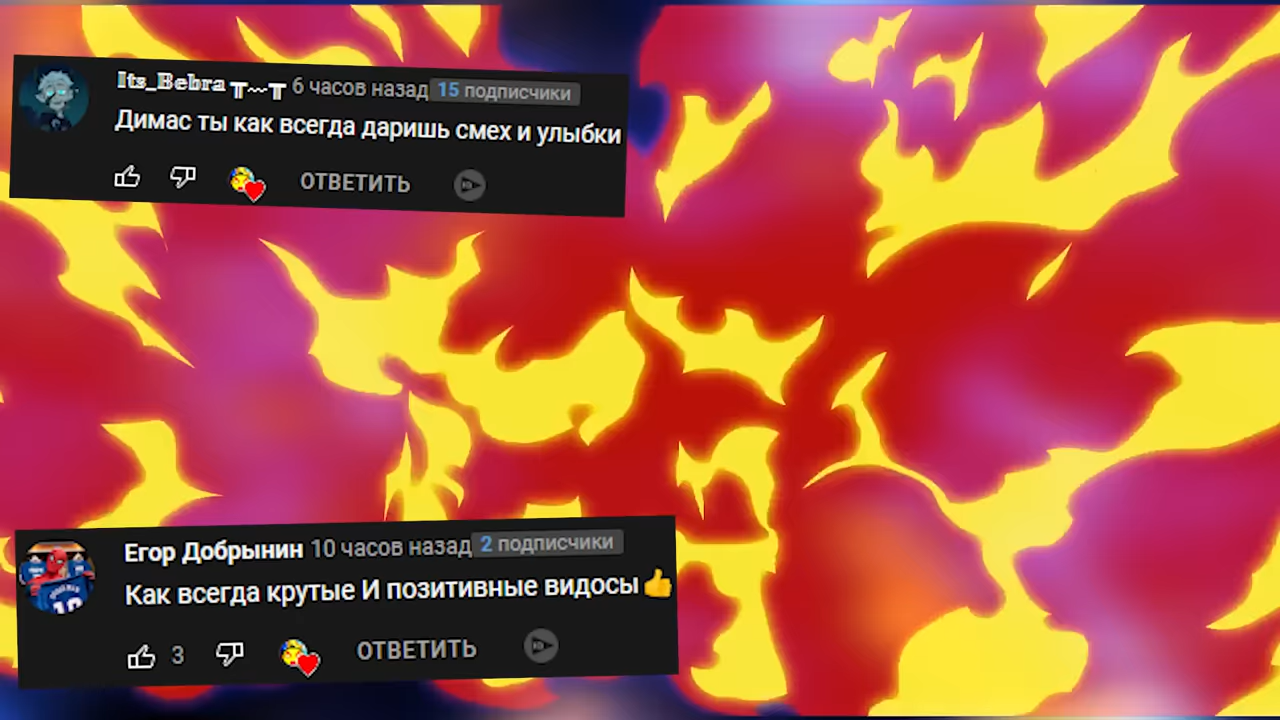 Its_Bebra ╥﹏╥ 6 часов назад 15 подписчики
Димас ты как всегда даришь смех и улыбки
ОТВЕТИТЬ
Егор Добрынин 10 часов назад 2 подписчики
Как всегда крутые И позитивные видосы👍
3 ОТВЕТИТЬ